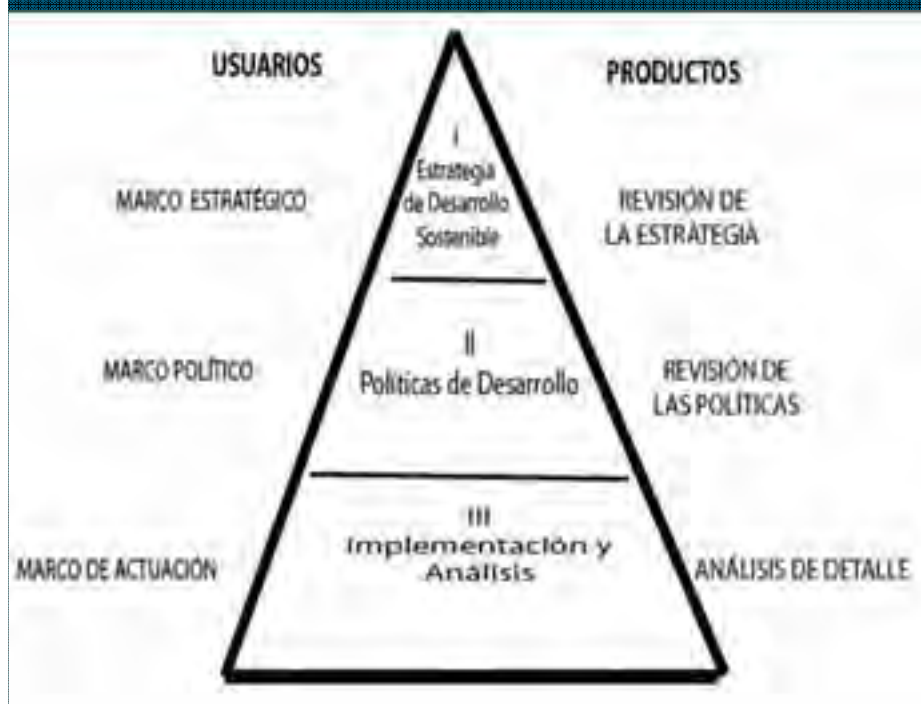 USUARIOS
PRODUCTOS
I
Estrategia
de Desarrollo
Sostenible
MARCO ESTRATÉGICO
REVISIÓN DE
LA ESTRATEGIA
II
Políticas de Desarrollo
MARCO POLÍTICO
REVISIÓN DE
LAS POLÍTICAS
III
Implementación y
Análisis
MARCO DE ACTUACIÓN
ANÁLISIS DE DETALLE